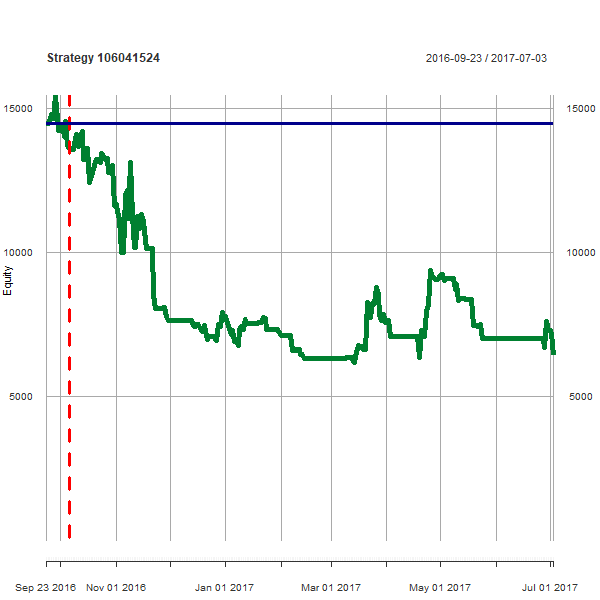 Strategy 106041524
2016-09-23 / 2017-07-03
15000
15000
10000
10000
Equity
5000
5000
Sep 23 2016
Nov 01 2016
Jan 01 2017
Mar 01 2017
May 01 2017
Jul 01 2017